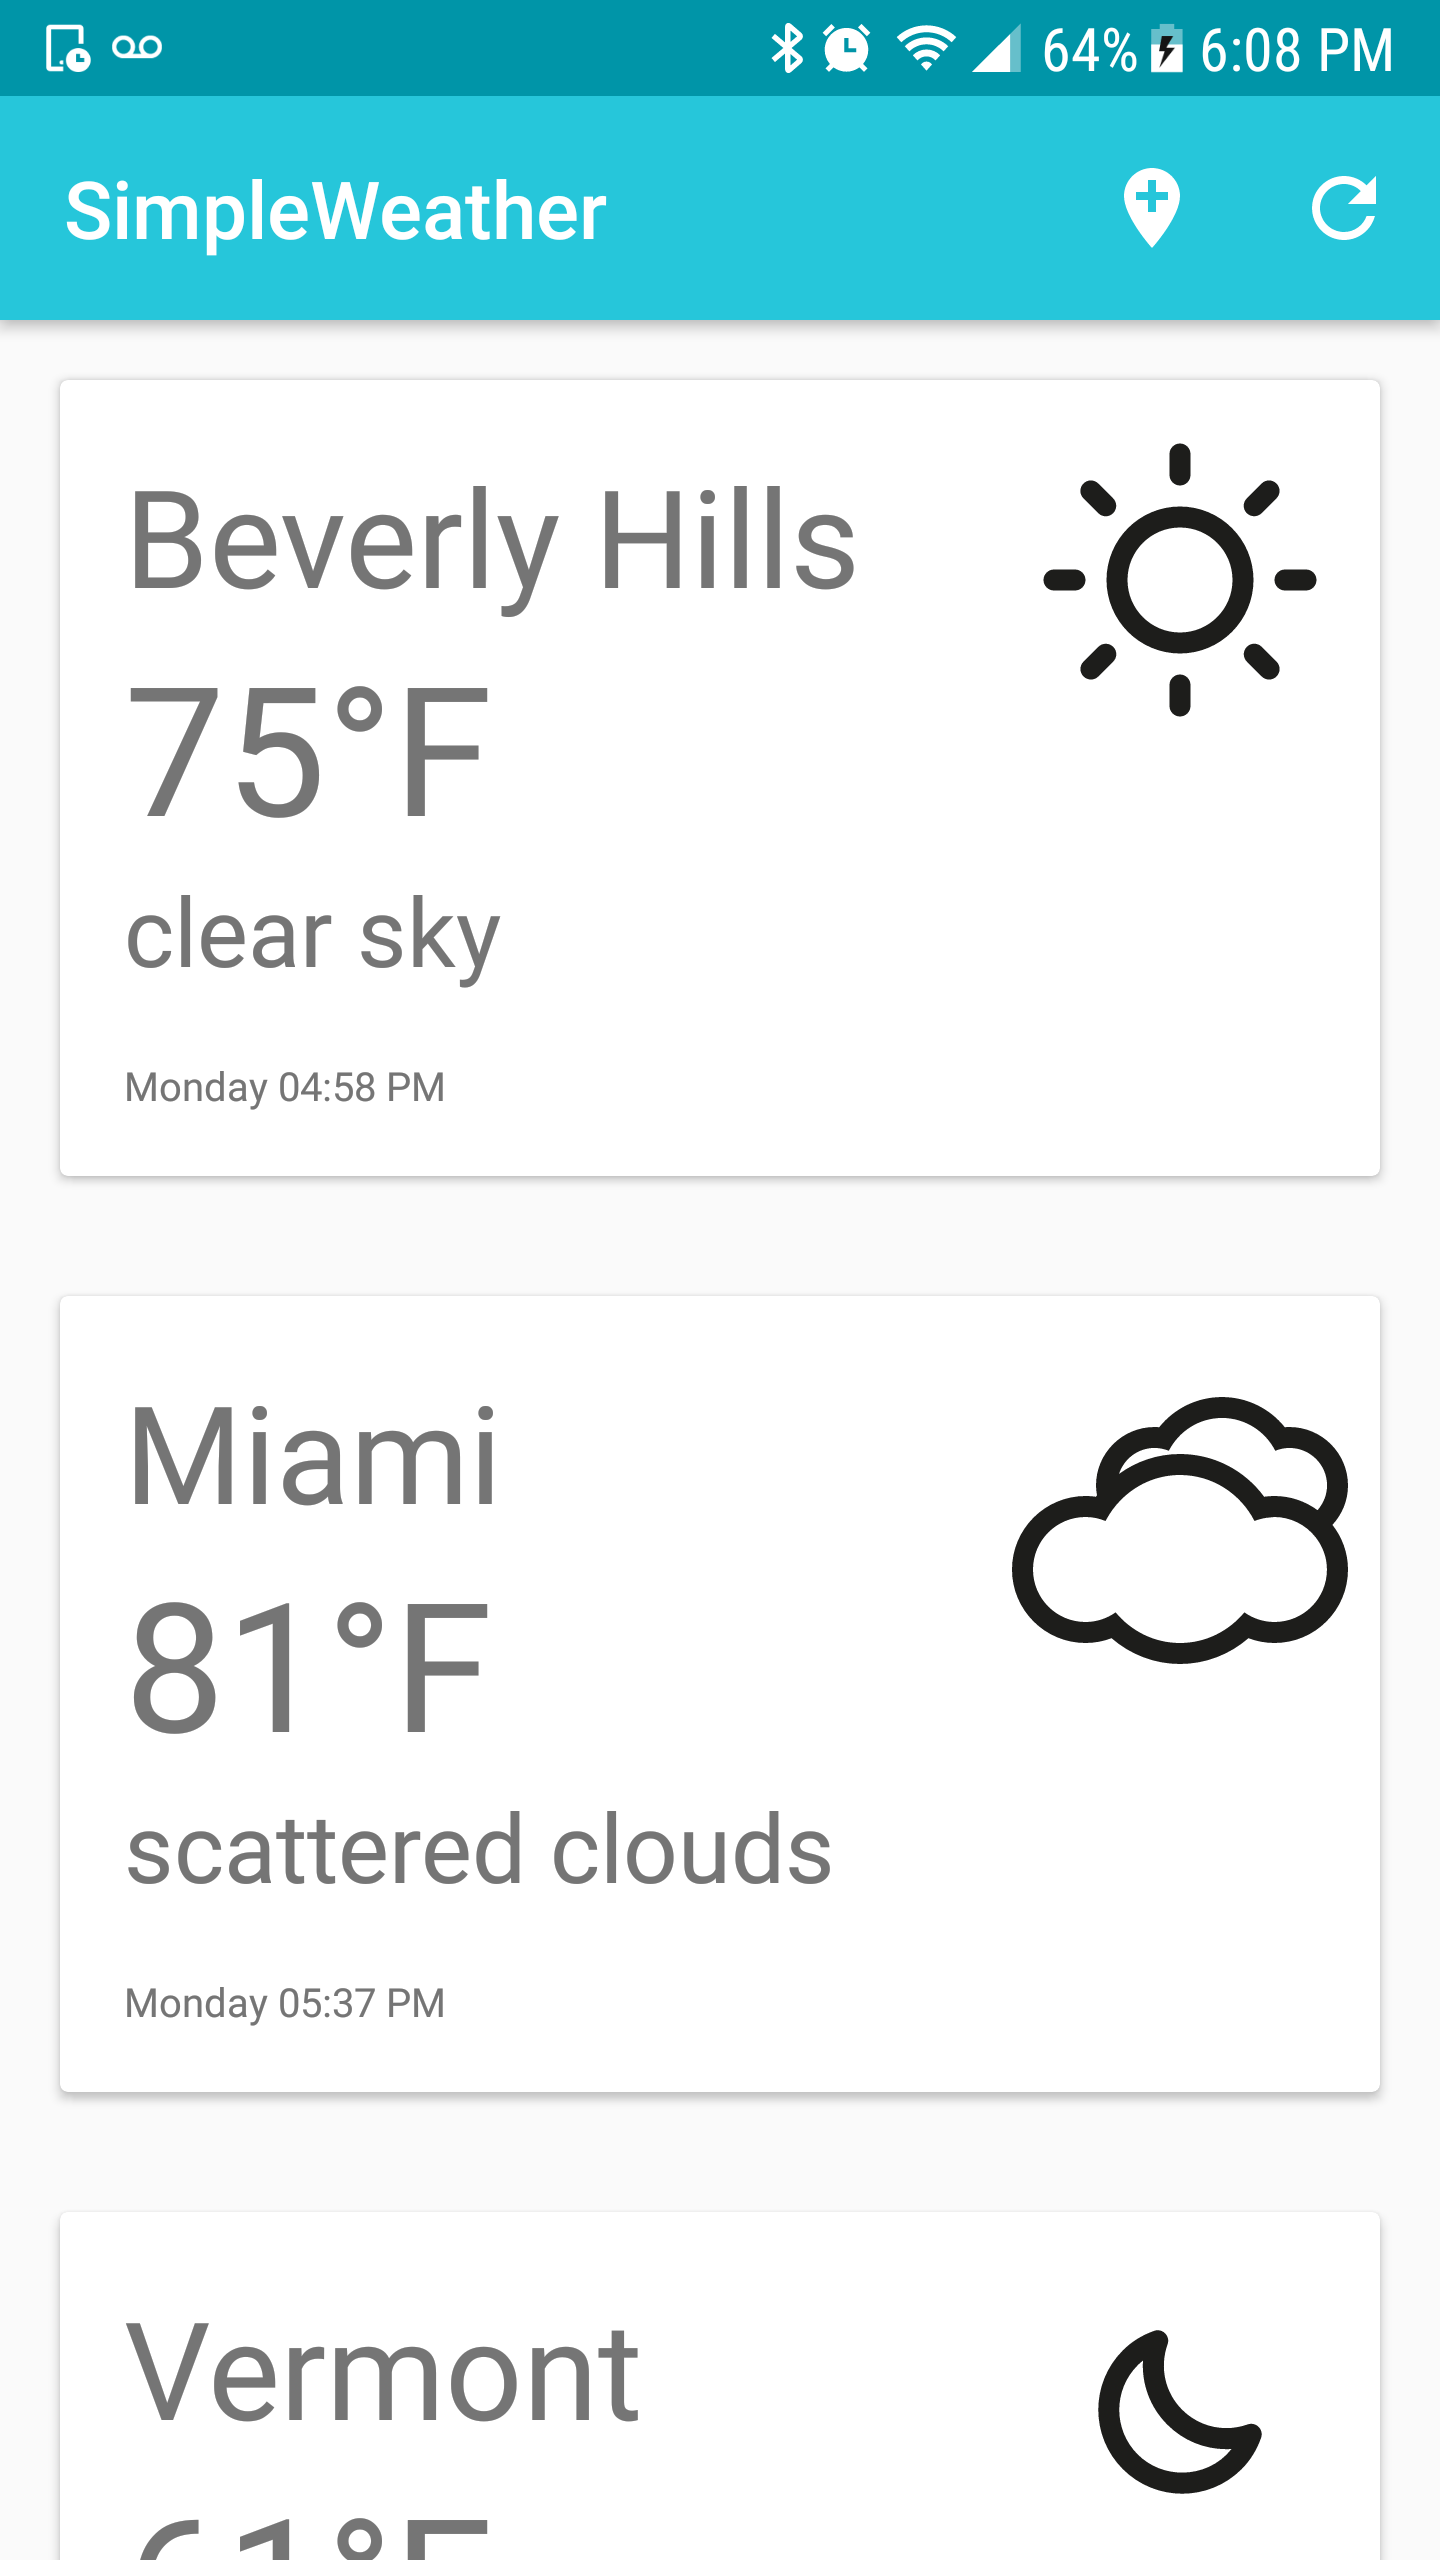 64% 6:08 PM
SimpleWeather
Beverly Hills
75°F
clear sky
Monday 04:58 PM
Miami
81°F
scattered clouds
Monday 05:37 PM
Vermont
61°F